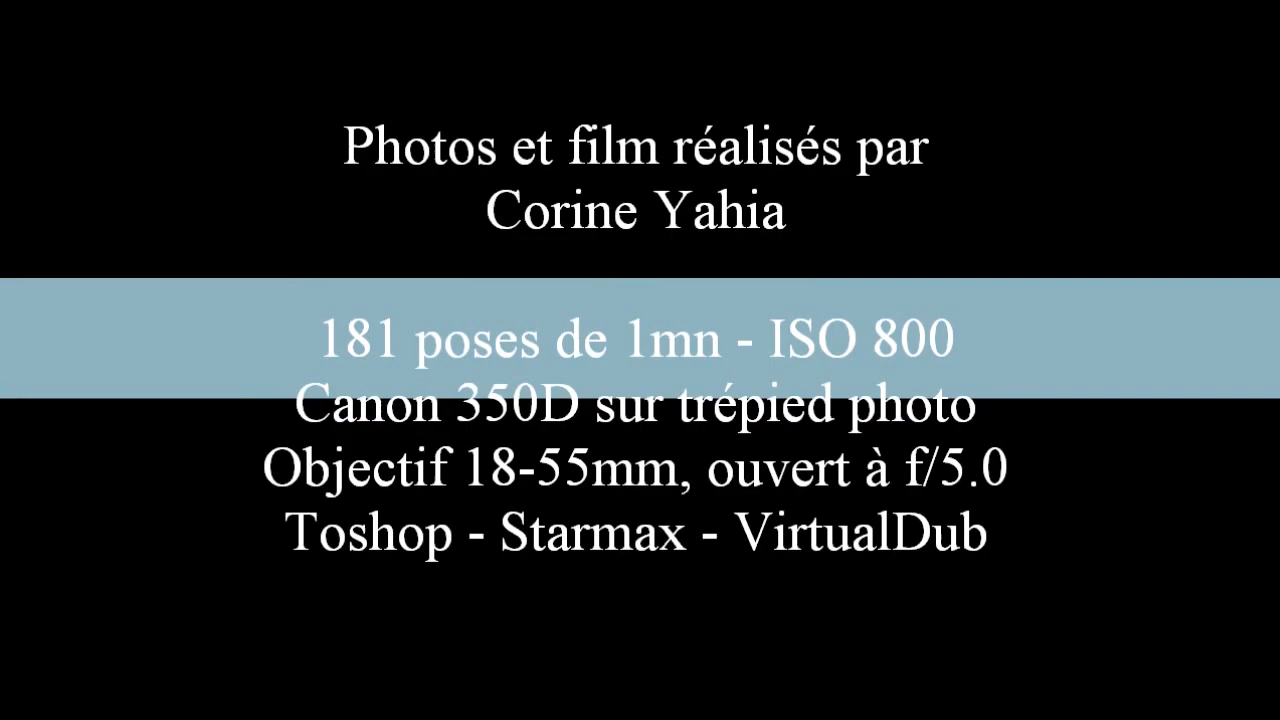 Photos et film réalisés par
Corine Yahia
181 poses de 1mn - ISO 800
Canon 350D sur trépied photo
Objectif 18-55mm, ouvert à f/5.0
Toshop - Starmax - VirtualDub